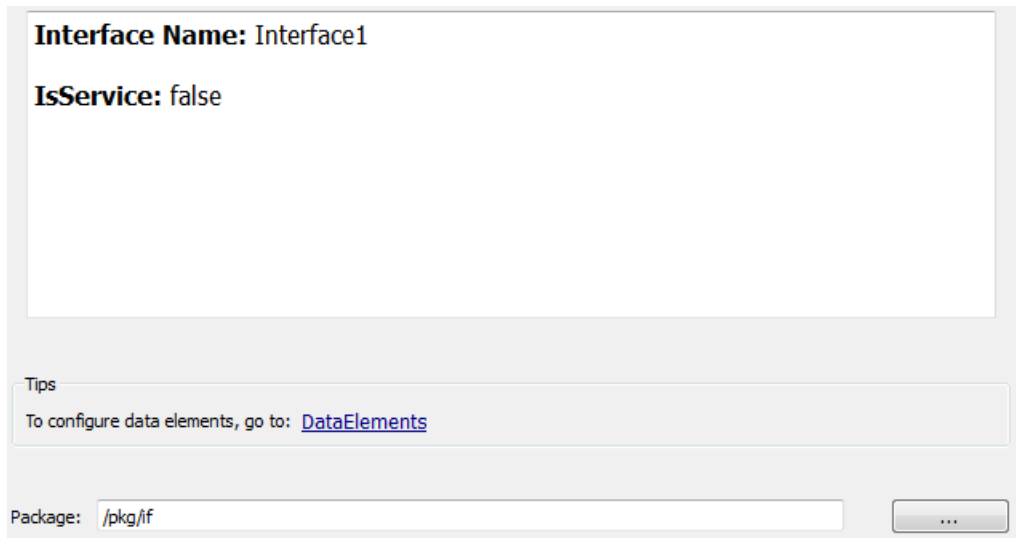 Interface Name: Interface1
IsService: false
Tips
To configure data elements, go to: DataElements
Package: /pkg/if ...